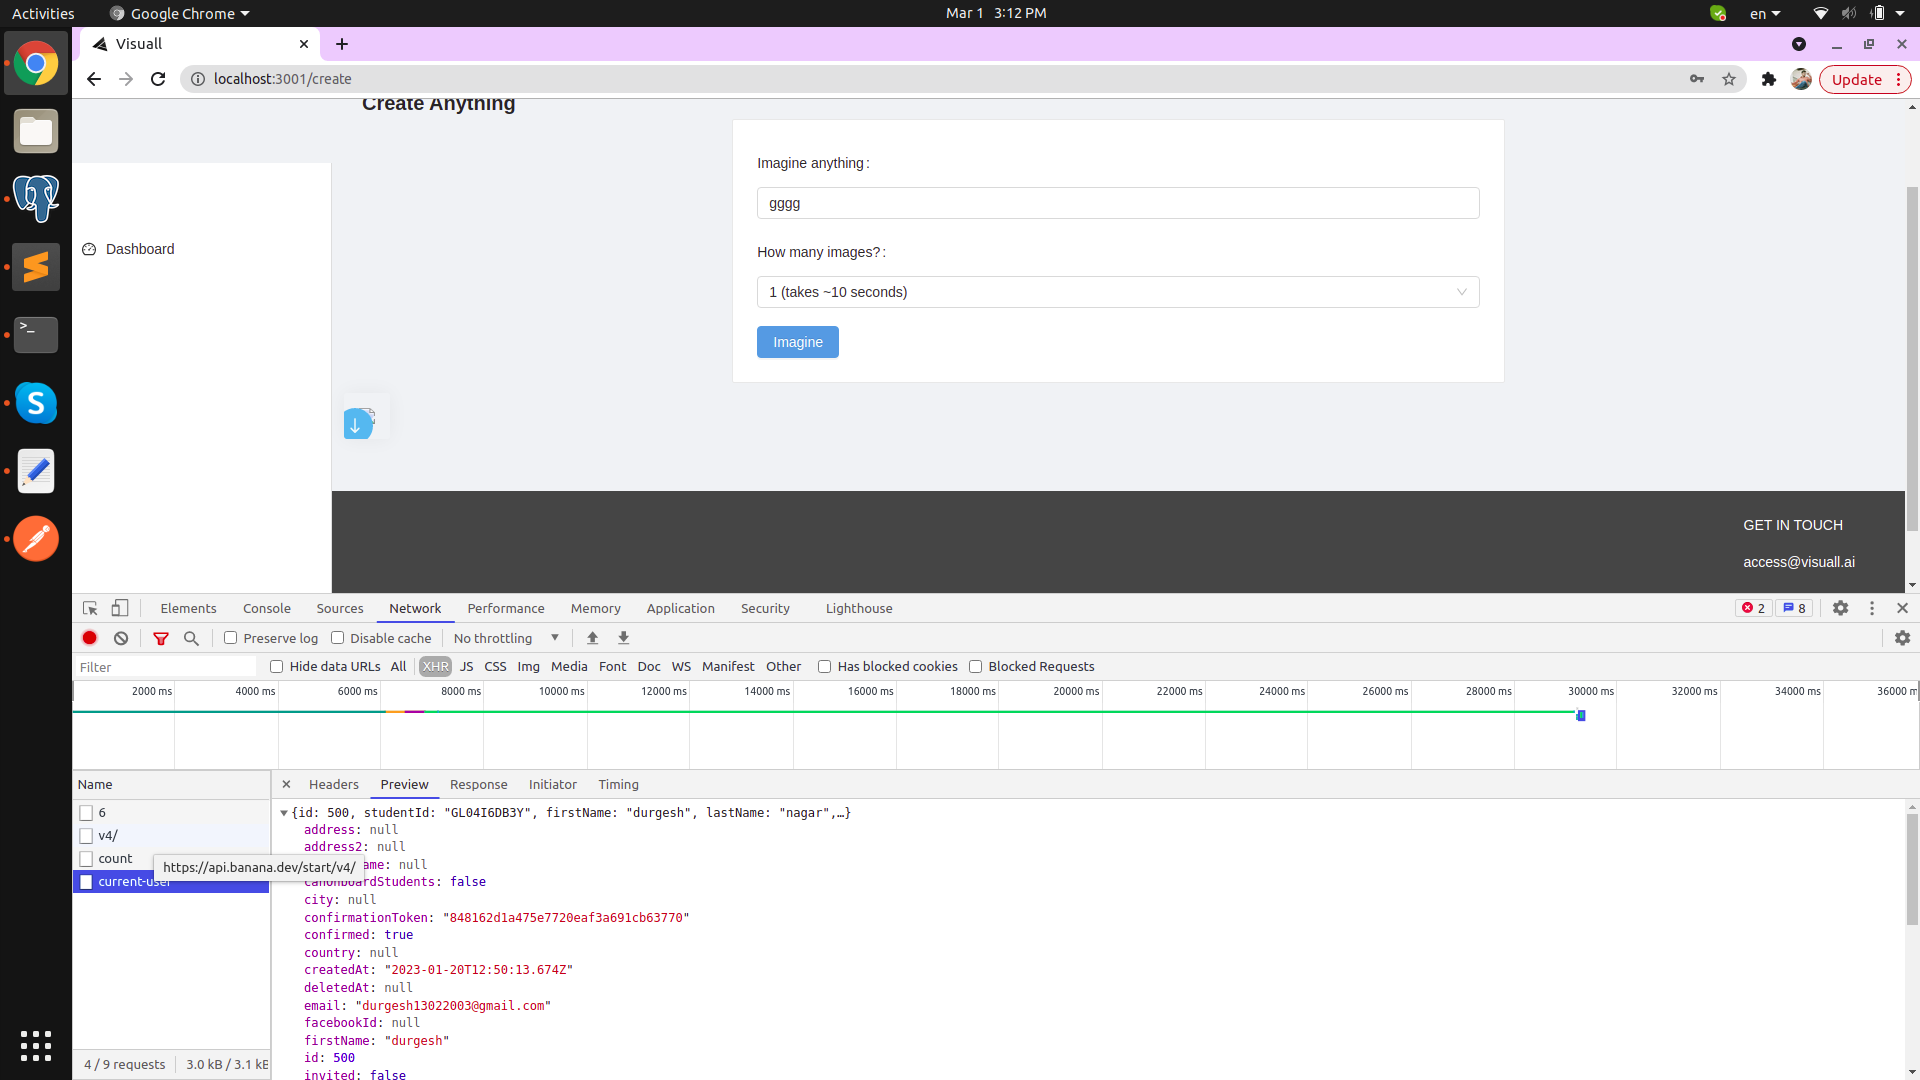 Activities
Google Chrome
Mar 1 3:12 PM
en
Visuall
localhost:3001/create
Update
Create Anything
Imagine anything:
gggg
Dashboard
How many images?:
1 (takes ~10 seconds)
Imagine
GET IN TOUCH
access@visuall.ai
Elements Console Sources Network Performance Memory Application Security Lighthouse
2 8
Preserve log Disable cache No throttling
Filter Hide data URLs All XHR JS CSS Img Media Font Doc WS Manifest Other Has blocked cookies Blocked Requests
2000 ms 4000 ms 6000 ms 8000 ms 10000 ms 12000 ms 14000 ms 16000 ms 18000 ms 20000 ms 22000 ms 24000 ms 26000 ms 28000 ms 30000 ms 32000 ms 34000 ms 36000 m
Name
Headers Preview Response Initiator Timing
6
v4/
count
current-user
https://api.banana.dev/start/v4/
{id: 500, studentId: "GL04I6DB3Y", firstName: "durgesh", lastName: "nagar",…}
address: null
address2: null
ame: null
canOnboardStudents: false
city: null
confirmationToken: "848162d1a475e7720eaf3a691cb63770"
confirmed: true
country: null
createdAt: "2023-01-20T12:50:13.674Z"
deletedAt: null
email: "durgesh13022003@gmail.com"
facebookId: null
firstName: "durgesh"
id: 500
invited: false
4 / 9 requests 3.0 kB / 3.1 kB